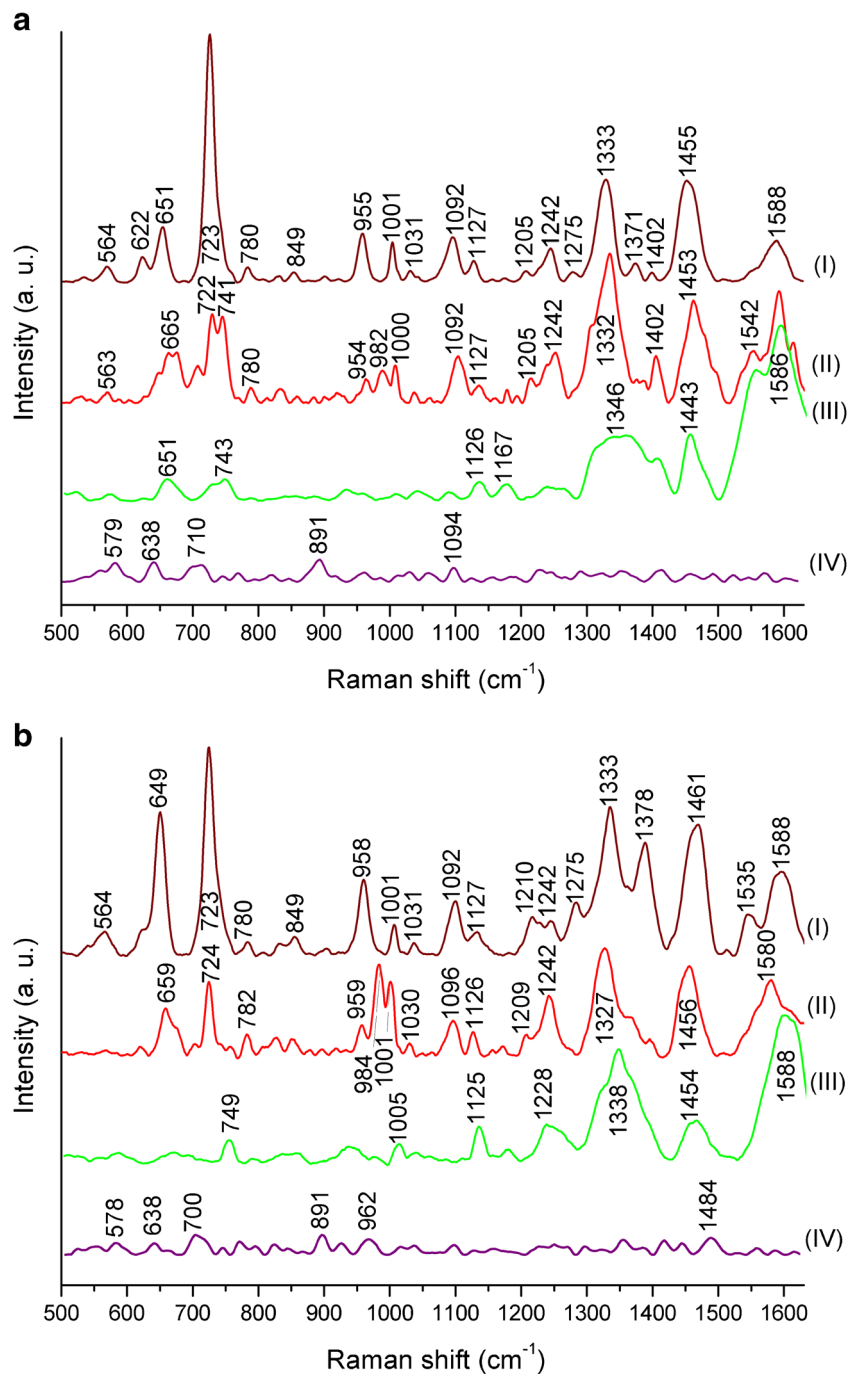 a
Intensity (a. u.)
564 622 651 723 780 849 955 1001 1031 1092 1127 1205 1242 1275 1333 1371 1402 1455 1588 (I)
563 665 722 741 780 954 982 1000 1092 1127 1205 1242 1332 1402 1453 1542 1586 (II)
651 743 1126 1167 1346 1443 (III)
579 638 710 891 1094 (IV)
500 600 700 800 900 1000 1100 1200 1300 1400 1500 1600
Raman shift (cm⁻¹)
b
Intensity (a. u.)
564 649 723 780 849 958 1001 1031 1092 1127 1210 1242 1275 1333 1378 1461 1535 1588 (I)
659 724 782 959 984 1001 1030 1096 1126 1209 1242 1327 1456 1580 (II)
749 1005 1125 1228 1338 1454 1588 (III)
578 638 700 891 962 1484 (IV)
500 600 700 800 900 1000 1100 1200 1300 1400 1500 1600
Raman shift (cm⁻¹)